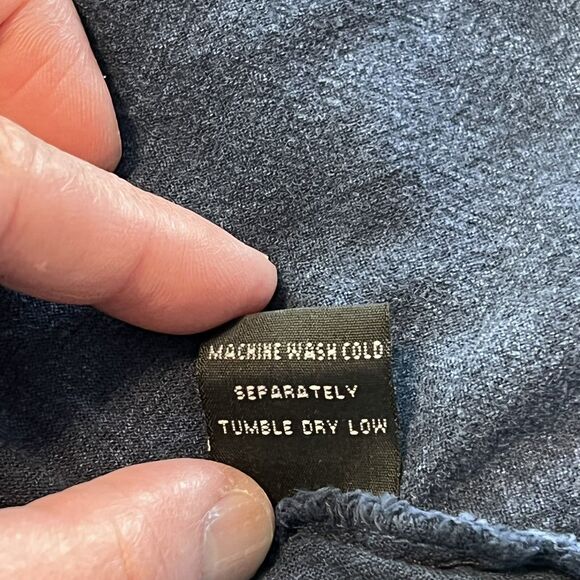 MACHINE WASH COLD
SEPARATELY
TUMBLE DRY LOW